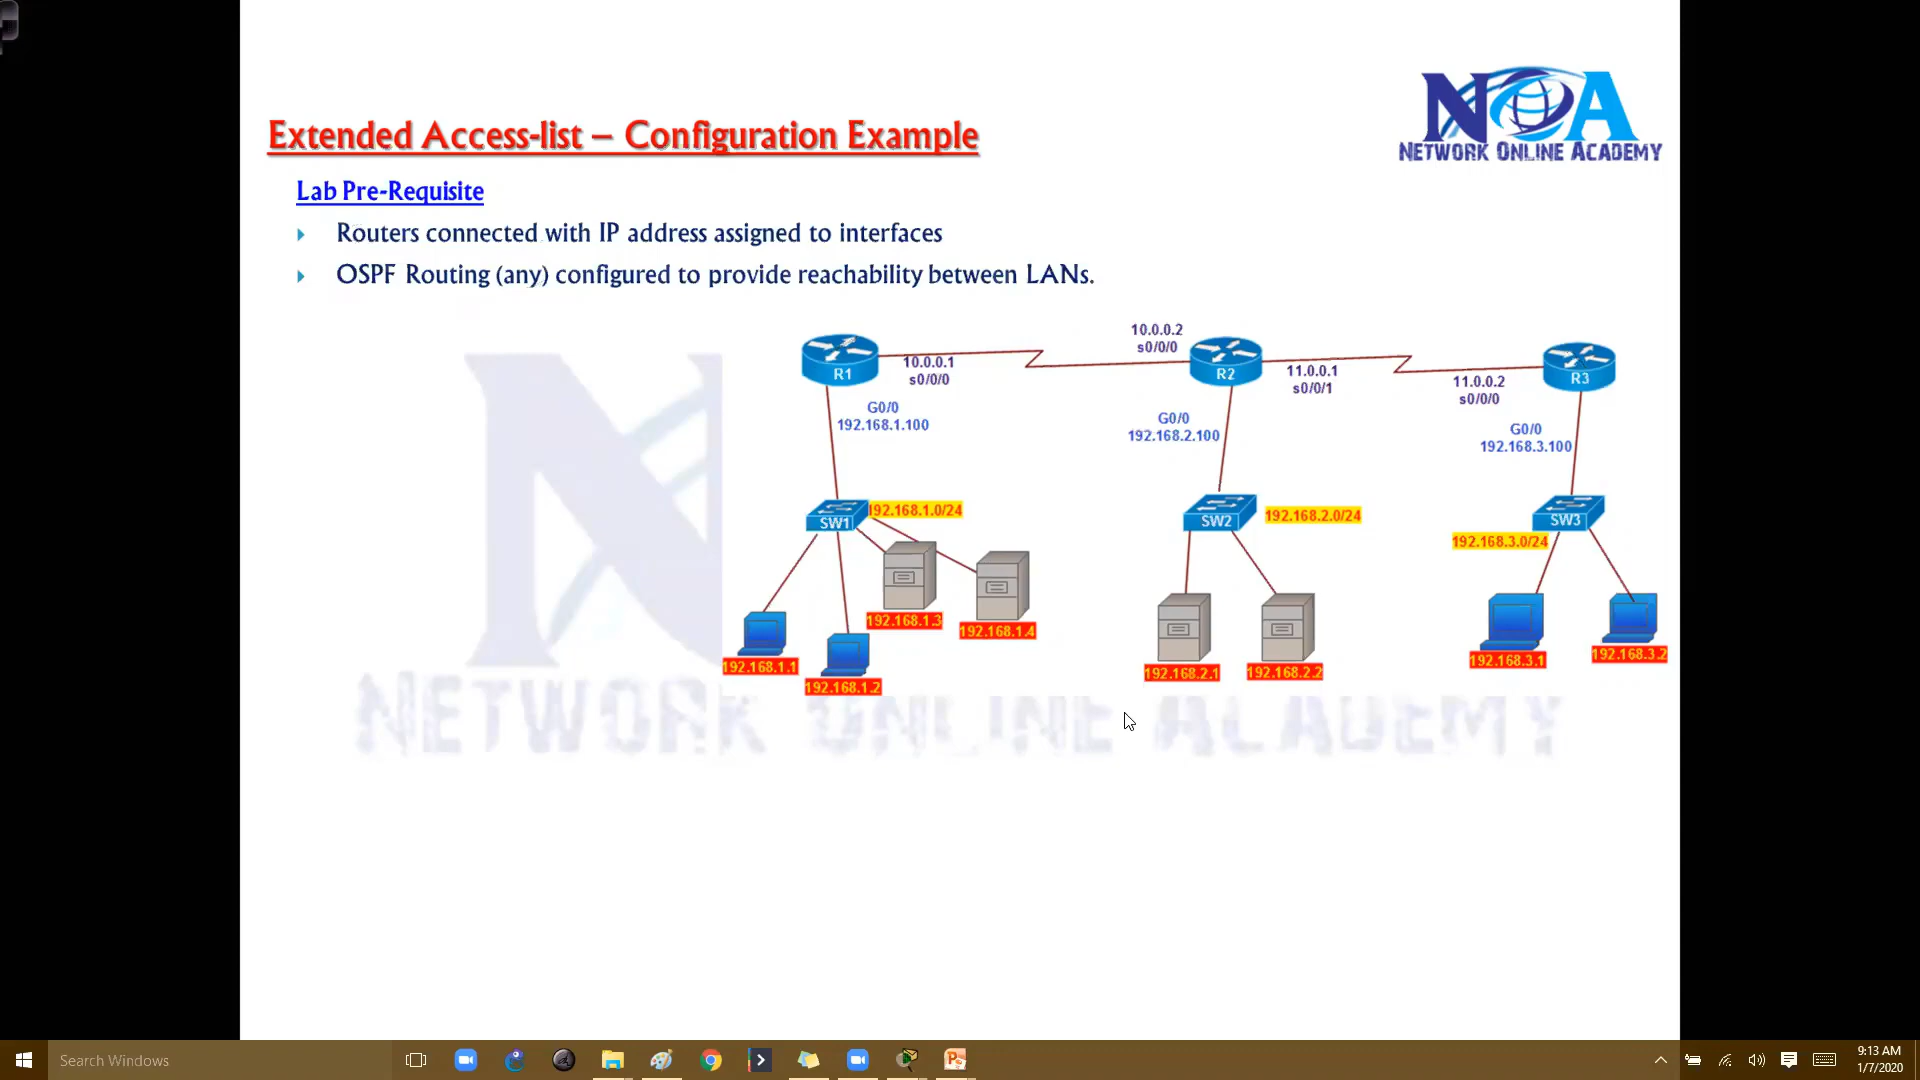 NOA
NETWORK ONLINE ACADEMY
Extended Access-list – Configuration Example
Lab Pre-Requisite
Routers connected with IP address assigned to interfaces
OSPF Routing (any) configured to provide reachability between LANs.
10.0.0.2
s0/0/0
R1
10.0.0.1
s0/0/0
R2
11.0.0.1
s0/0/1
11.0.0.2
s0/0/0
R3
G0/0
192.168.1.100
G0/0
192.168.2.100
G0/0
192.168.3.100
SW1
192.168.1.0/24
SW2
192.168.2.0/24
SW3
192.168.3.0/24
192.168.1.1
192.168.1.2
192.168.1.3
192.168.1.4
192.168.2.1
192.168.2.2
192.168.3.1
192.168.3.2
N
NETWORK ONLINE ACADEMY
Search Windows
9:13 AM
1/7/2020